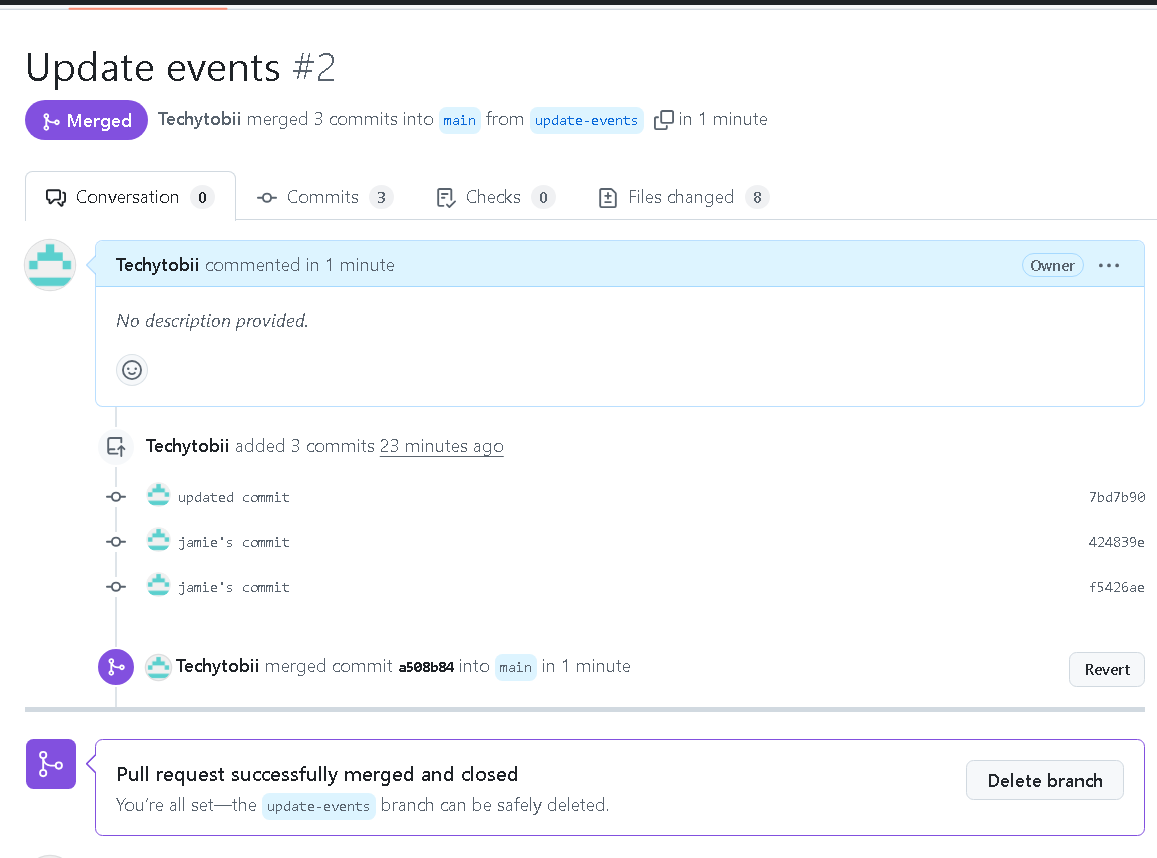 Update events #2
Merged Techytobii merged 3 commits into main from update-events in 1 minute
Conversation 0 Commits 3 Checks 0 Files changed 8
Techytobii commented in 1 minute Owner ...
No description provided.
Techytobii added 3 commits 23 minutes ago
updated commit 7bd7b90
jamie's commit 424839e
jamie's commit f5426ae
Techytobii merged commit a508b84 into main in 1 minute Revert
Pull request successfully merged and closed
You're all set—the update-events branch can be safely deleted.
Delete branch